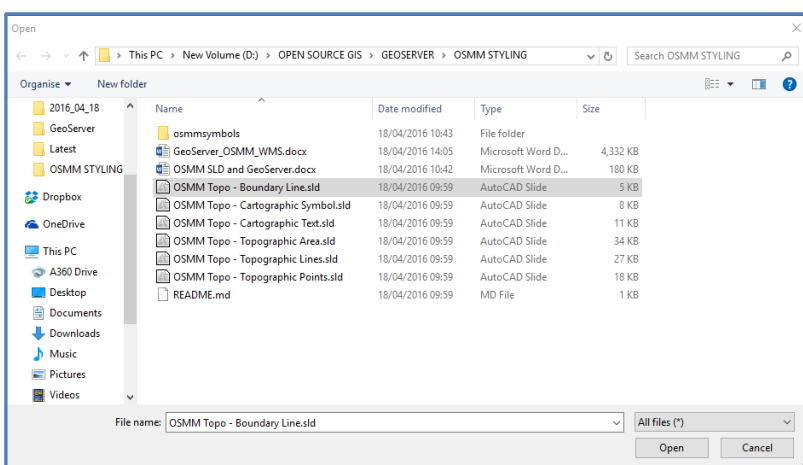 Open
This PC > New Volume (D:) > OPEN SOURCE GIS > GEOSERVER > OSMM STYLING
Search OSMM STYLING
Organise New folder
2016_04_18
GeoServer
Latest
OSMM STYLING
Dropbox
OneDrive
This PC
A360 Drive
Desktop
Documents
Downloads
Music
Pictures
Videos
Name Date modified Type Size
osmmsymbols 18/04/2016 10:43 File folder
GeoServer_OSMM_WMS.docx 18/04/2016 14:05 Microsoft Word D... 4,332 KB
OSMM SLD and GeoServer.docx 18/04/2016 10:42 Microsoft Word D... 180 KB
OSMM Topo - Boundary Line.sld 18/04/2016 09:59 AutoCAD Slide 5 KB
OSMM Topo - Cartographic Symbol.sld 18/04/2016 09:59 AutoCAD Slide 8 KB
OSMM Topo - Cartographic Text.sld 18/04/2016 09:59 AutoCAD Slide 11 KB
OSMM Topo - Topographic Area.sld 18/04/2016 09:59 AutoCAD Slide 34 KB
OSMM Topo - Topographic Lines.sld 18/04/2016 09:59 AutoCAD Slide 27 KB
OSMM Topo - Topographic Points.sld 18/04/2016 09:59 AutoCAD Slide 18 KB
README.md 18/04/2016 09:59 MD File 1 KB
File name: OSMM Topo - Boundary Line.sld All files (*)
Open Cancel